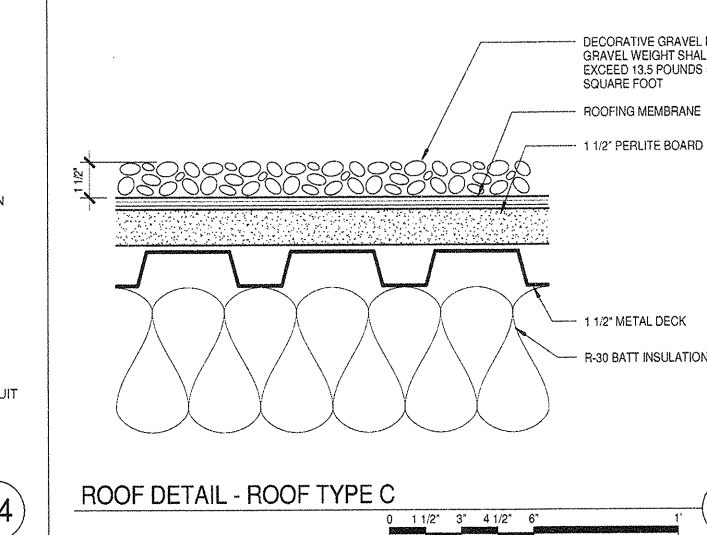 DECORATIVE GRAVEL
GRAVEL WEIGHT SHAL
EXCEED 13.5 POUNDS
SQUARE FOOT
ROOFING MEMBRANE
1 1/2" PERLITE BOARD
1 1/2"
N
1 1/2" METAL DECK
R-30 BATT INSULATION
UIT
4
ROOF DETAIL - ROOF TYPE C
0 1 1/2" 3" 4 1/2" 6" 1'